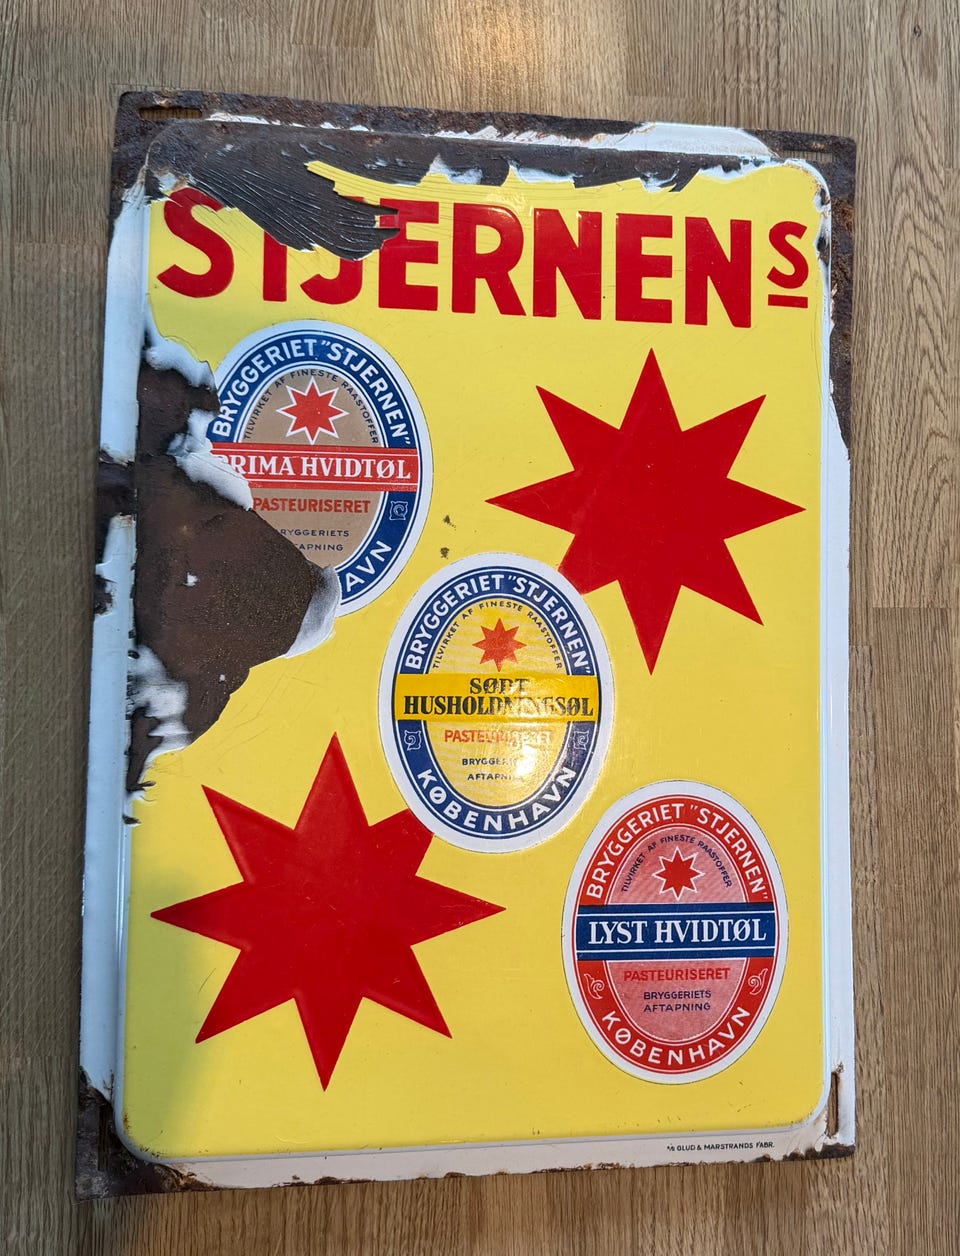 STJERNENS
BRYGGERIET "STJERNEN"
TILVIRKET AF FINESTE RAASTOFFER
PRIMA HVIDTØL
PASTEURISERET
BRYGGERIETS
AFTAPNING
AVN
BRYGGERIET "STJERNEN"
TILVIRKET AF FINESTE RAASTOFFER
SØDT
HUSHOLDNINGSØL
PASTEURISERET
BRYGGERIETS
AFTAPNING
KØBENHAVN
BRYGGERIET "STJERNEN"
TILVIRKET AF FINESTE RAASTOFFER
LYST HVIDTØL
PASTEURISERET
BRYGGERIETS
AFTAPNING
KØBENHAVN
A/S GLUD & MARSTRANDS FABR.